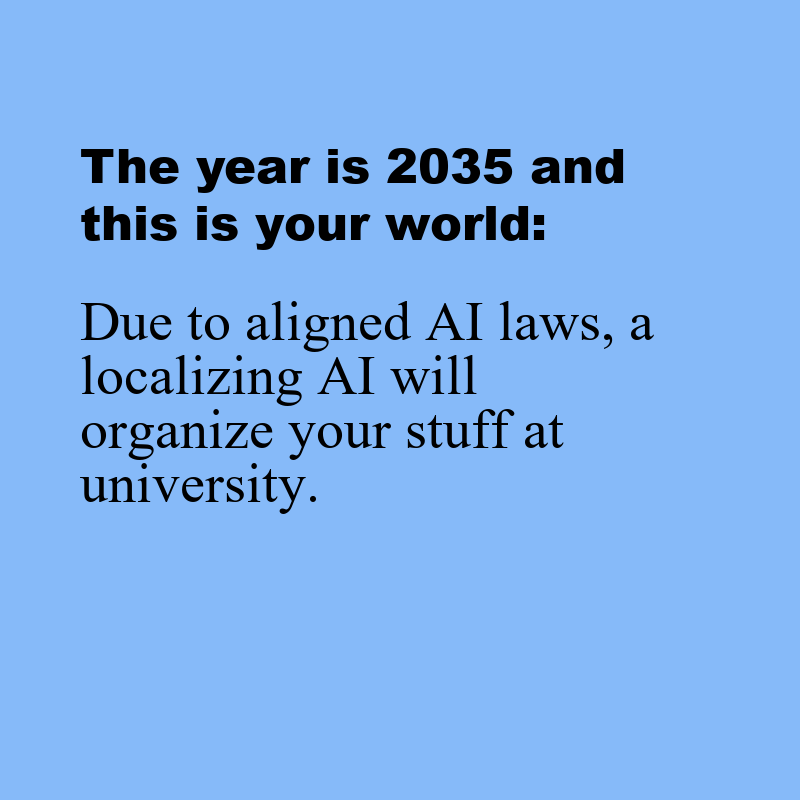 The year is 2035 and
this is your world:
Due to aligned AI laws, a
localizing AI will
organize your stuff at
university.